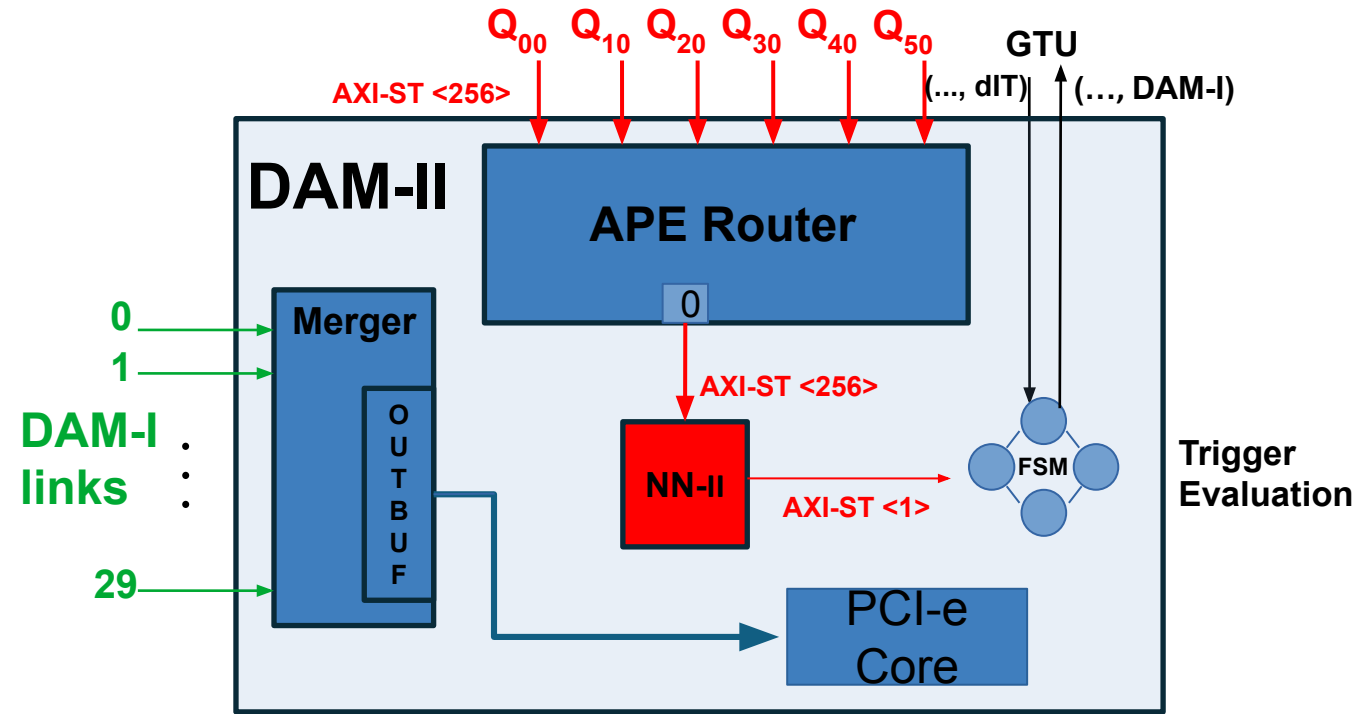 Q00 Q10 Q20 Q30 Q40 Q50
GTU
AXI-ST <256>
(..., dIT)
(..., DAM-I)
DAM-II
APE Router
0
Merger
0
1
DAM-I
links
⋮
29
O
U
T
B
U
F
AXI-ST <256>
NN-II
AXI-ST <1>
FSM
Trigger
Evaluation
PCI-e
Core